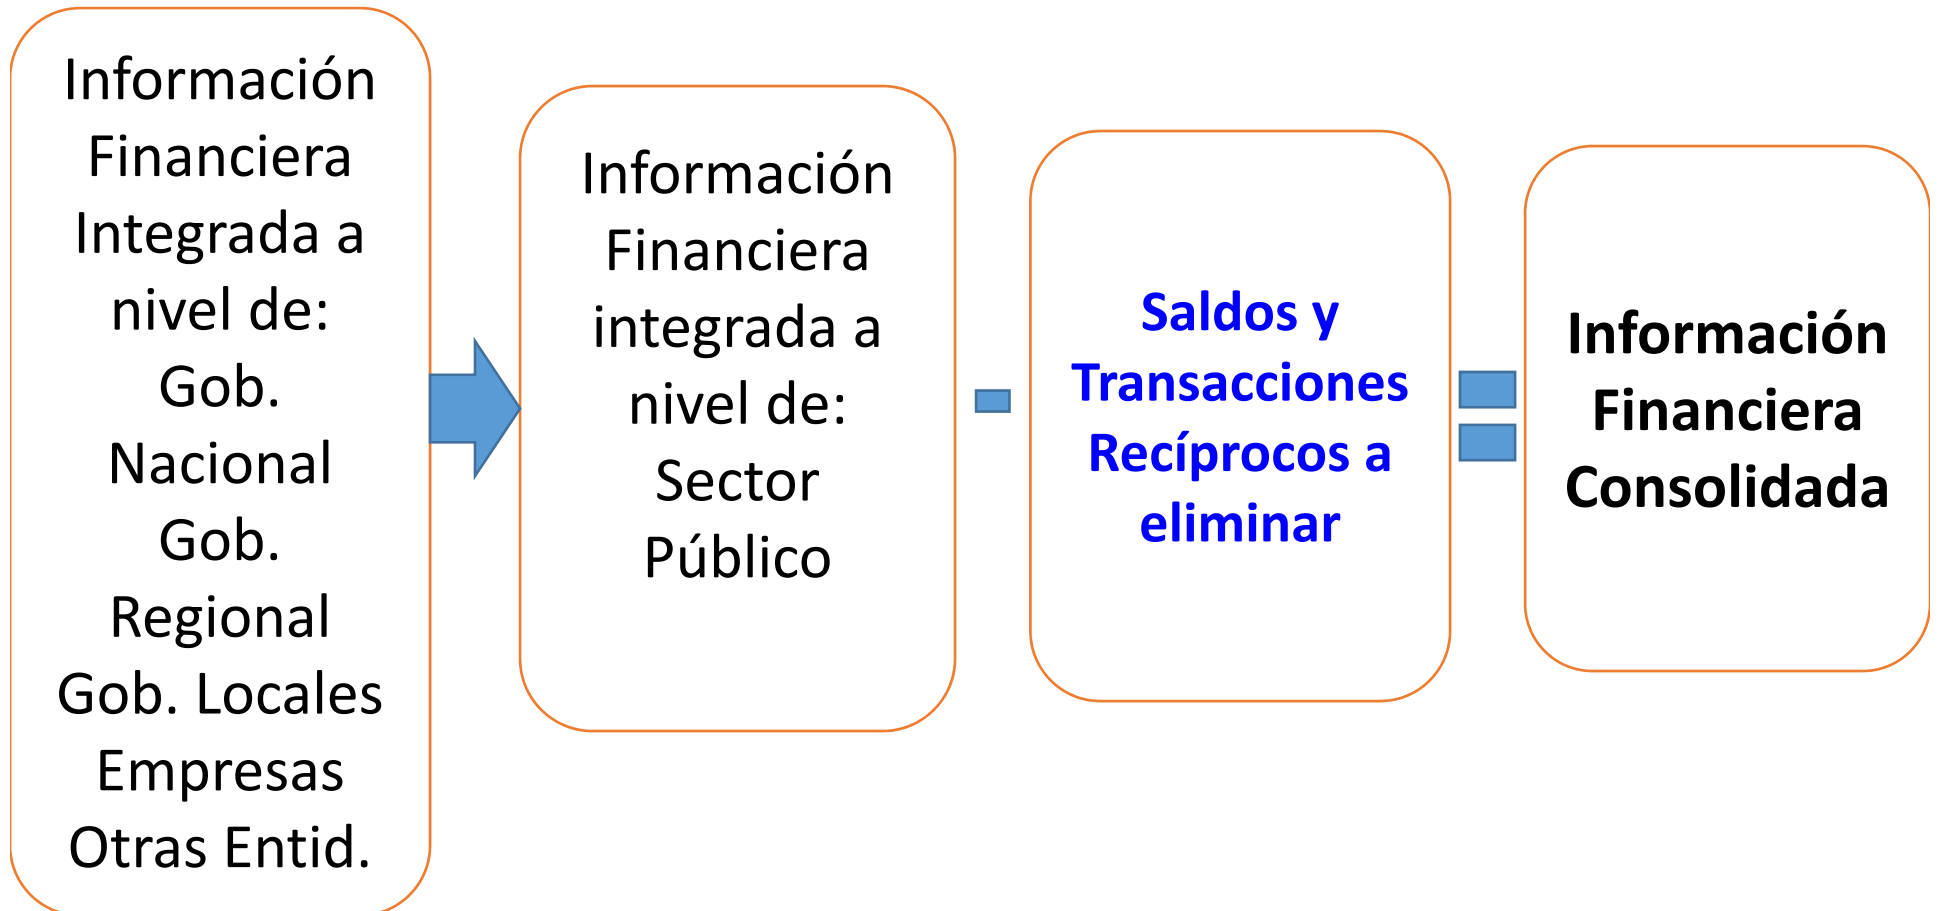 Información
Financiera
Integrada a
nivel de:
Gob.
Nacional
Gob.
Regional
Gob. Locales
Empresas
Otras Entid.
Información
Financiera
integrada a
nivel de:
Sector
Público
Saldos y
Transacciones
Recíprocos a
eliminar
Información
Financiera
Consolidada